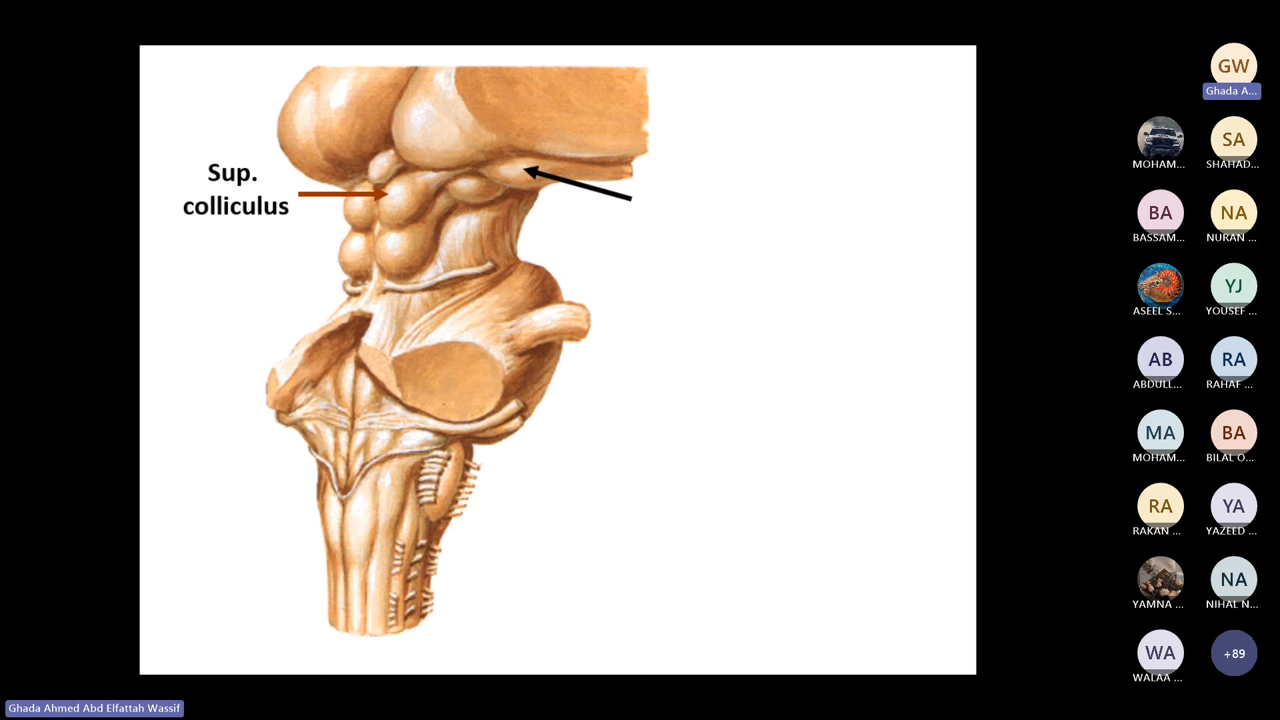 Sup.
colliculus
GW
Ghada A...
MOHAM...
SA
SHAHAD...
BA
BASSAM...
NA
NURAN ...
ASEEL S...
YJ
YOUSEF ...
AB
ABDULL...
RA
RAHAF ...
MA
MOHAM...
BA
BILAL O...
RA
RAKAN ...
YA
YAZEED ...
YAMNA ...
NA
NIHAL N...
WA
WALAA ...
+89
Ghada Ahmed Abd Elfattah Wassif